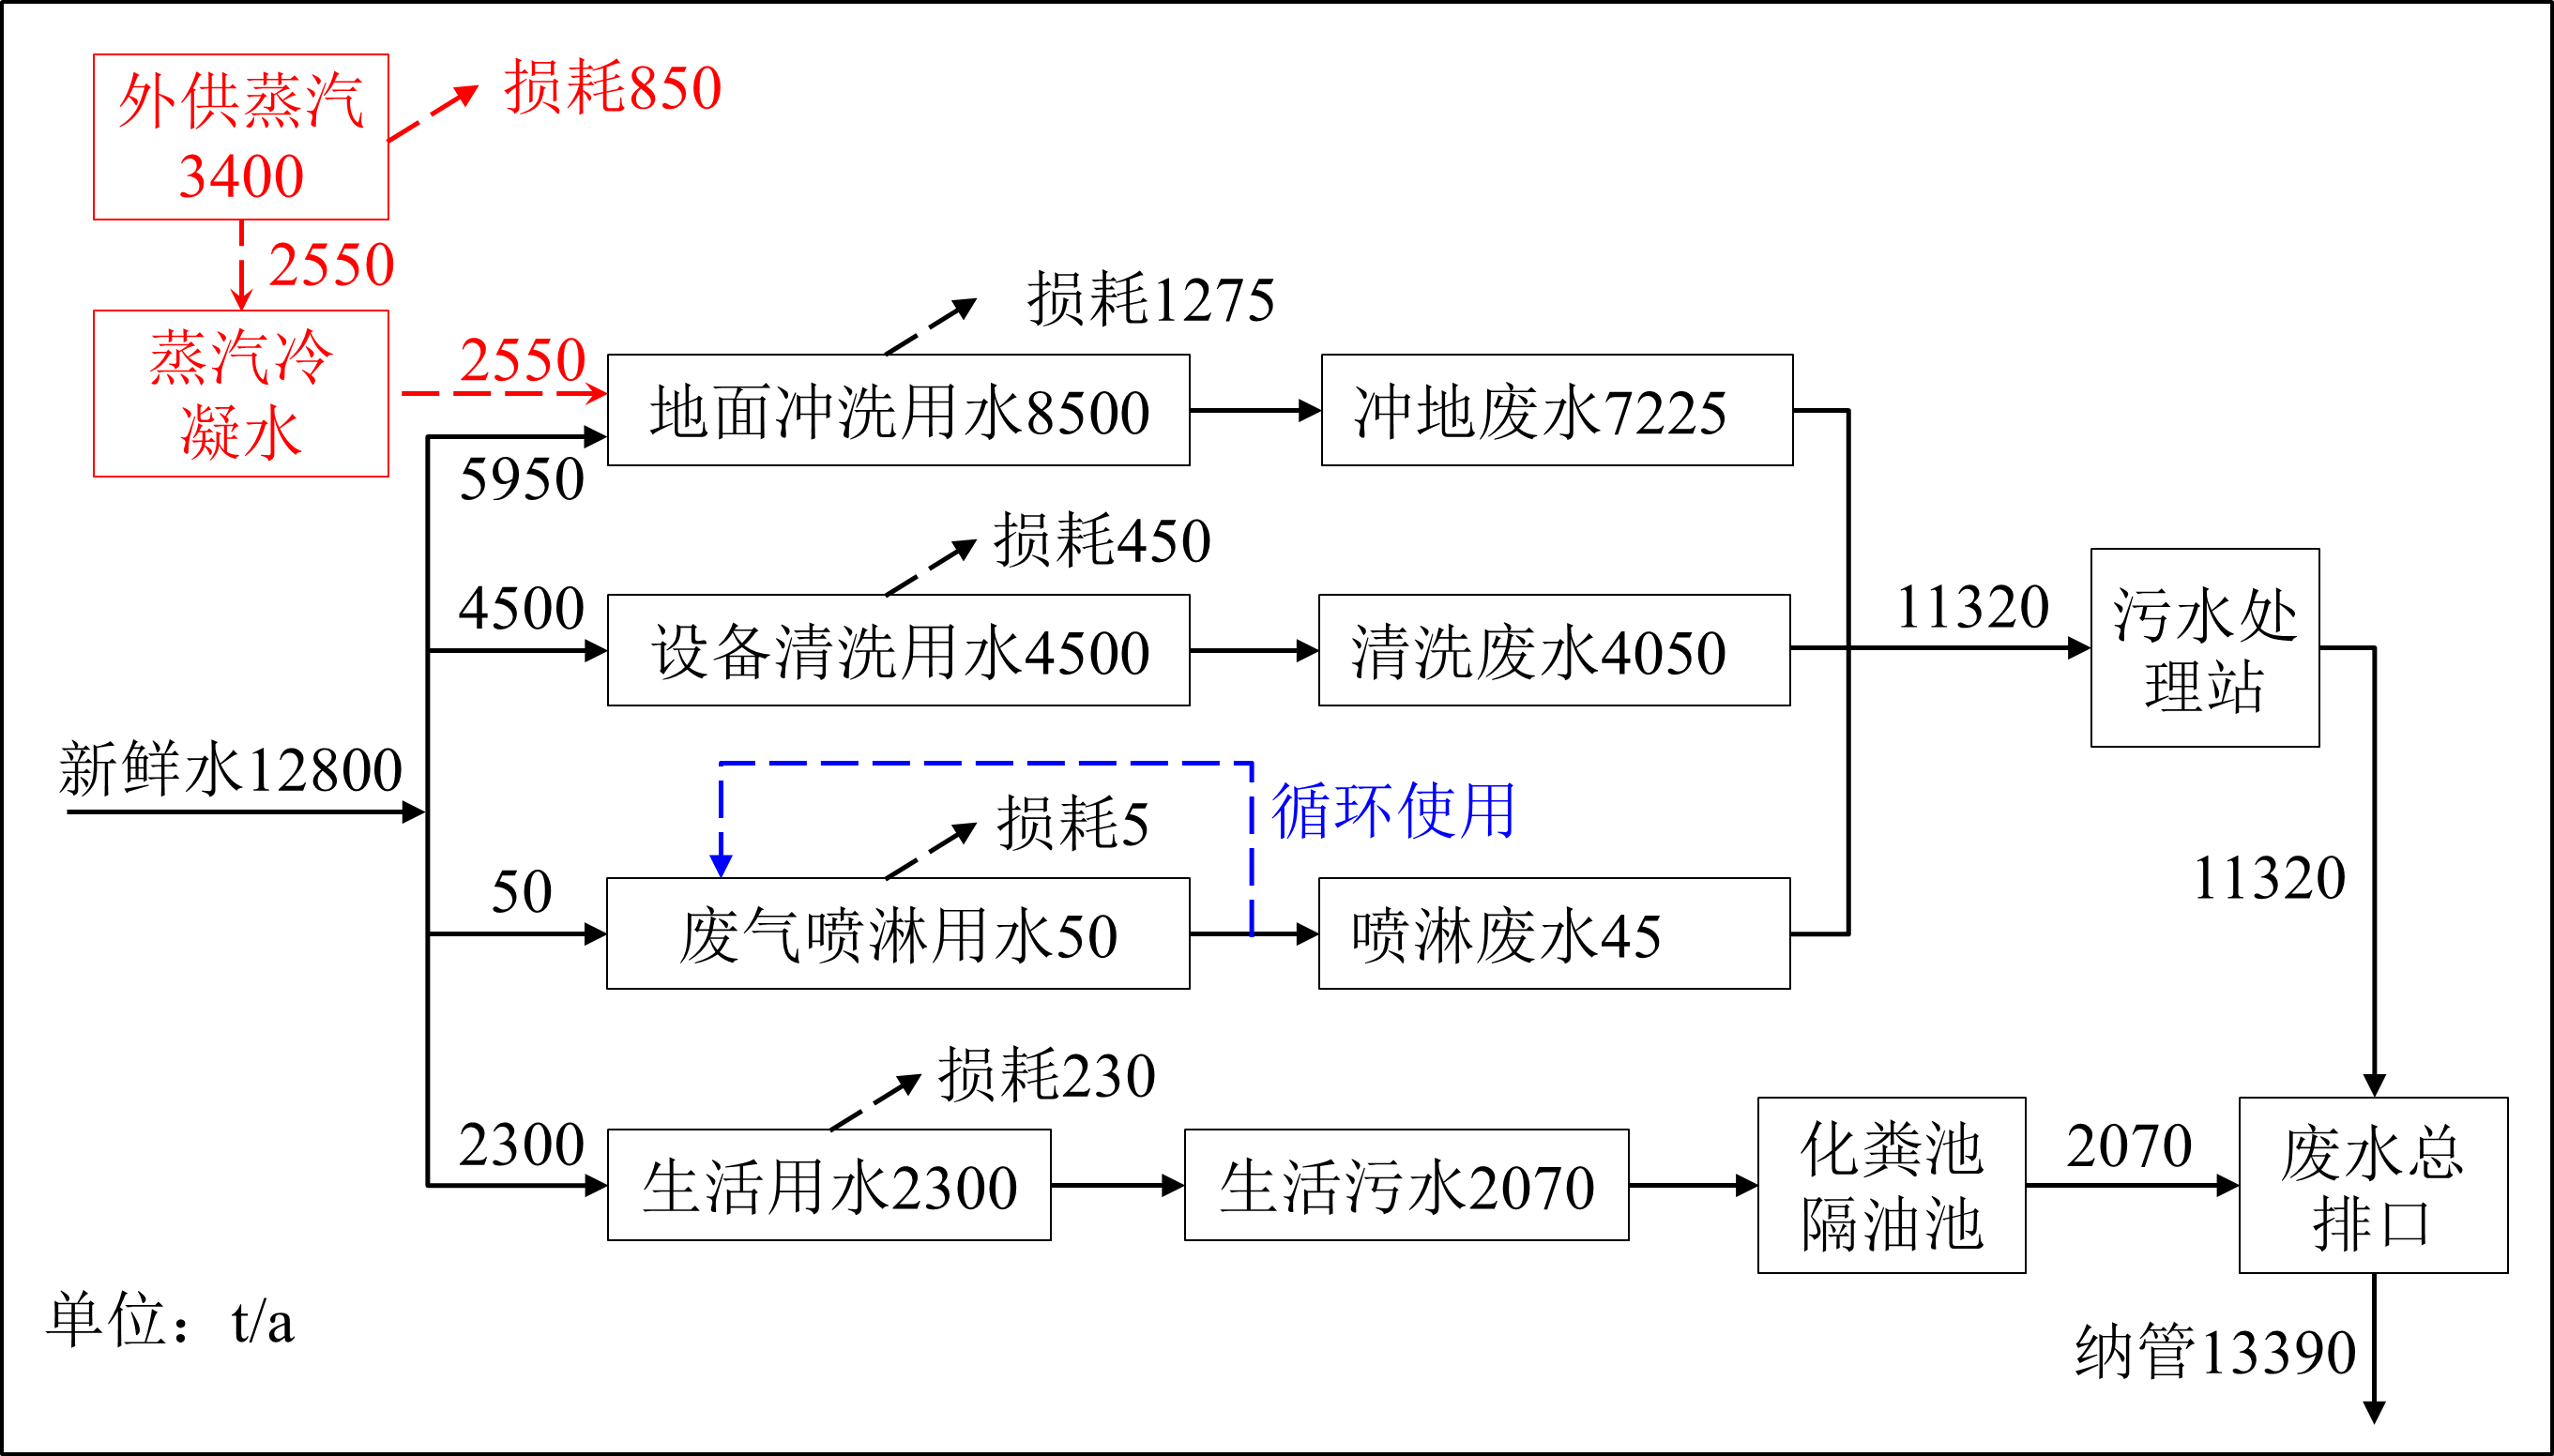 外供蒸汽
3400
损耗850
2550
蒸汽冷
凝水
2550
损耗1275
地面冲洗用水8500
冲地废水7225
5950
损耗450
4500
设备清洗用水4500
清洗废水4050
11320
污水处
理站
新鲜水12800
循环使用
损耗5
50
废气喷淋用水50
喷淋废水45
11320
损耗230
2300
生活用水2300
生活污水2070
化粪池
隔油池
2070
废水总
排口
单位：t/a
纳管13390